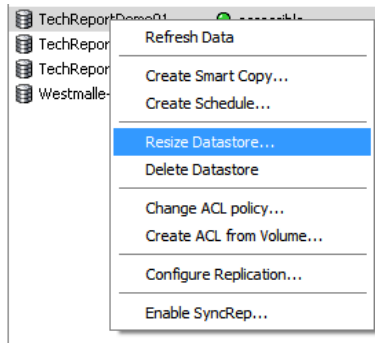 TechReportDemo01 accessible
Refresh Data
TechRepor
TechRepor
Create Smart Copy...
Westmalle-
Create Schedule...
Resize Datastore...
Delete Datastore
Change ACL policy...
Create ACL from Volume...
Configure Replication...
Enable SyncRep...